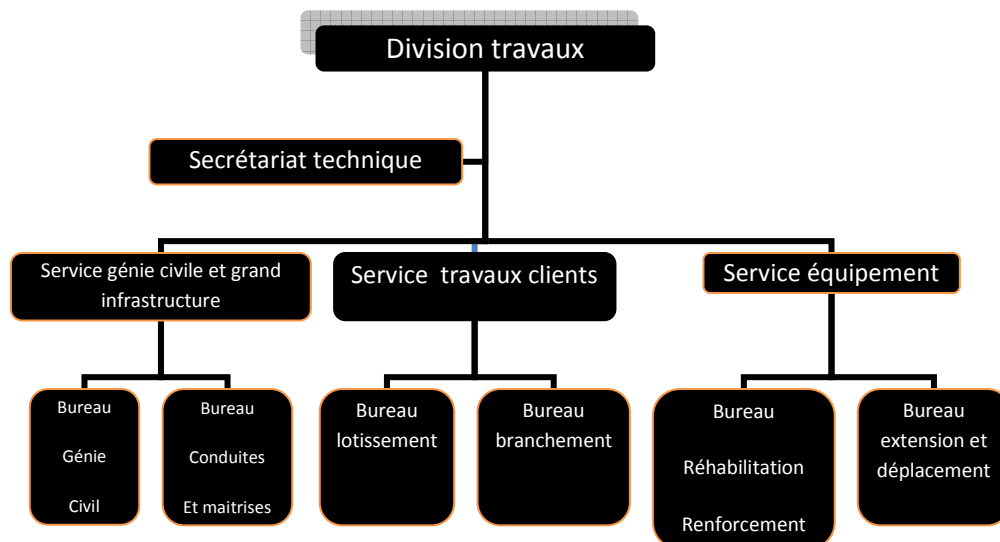 Division travaux
Secrétariat technique
Service génie civile et grand
infrastructure
Service travaux clients
Service équipement
Bureau
Génie
Civil
Bureau
Conduites
Et maitrises
Bureau
lotissement
Bureau
branchement
Bureau
Réhabilitation
Renforcement
Bureau
extension et
déplacement